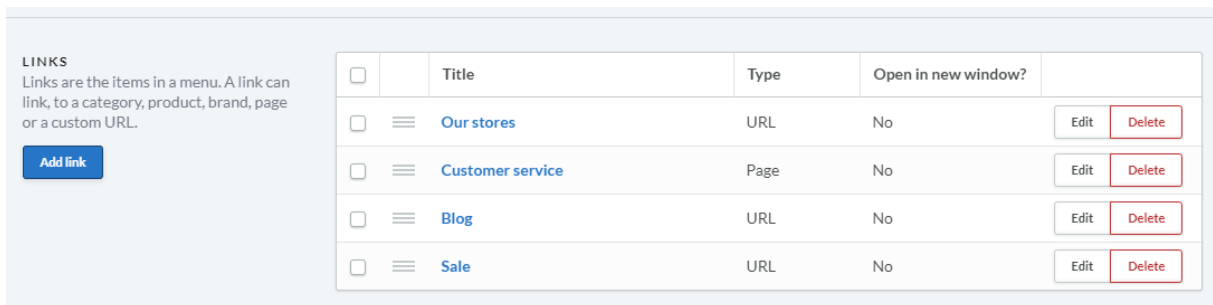 LINKS
Links are the items in a menu. A link can
link, to a category, product, brand, page
or a custom URL.
Add link
Title Type Open in new window?
Our stores URL No Edit Delete
Customer service Page No Edit Delete
Blog URL No Edit Delete
Sale URL No Edit Delete